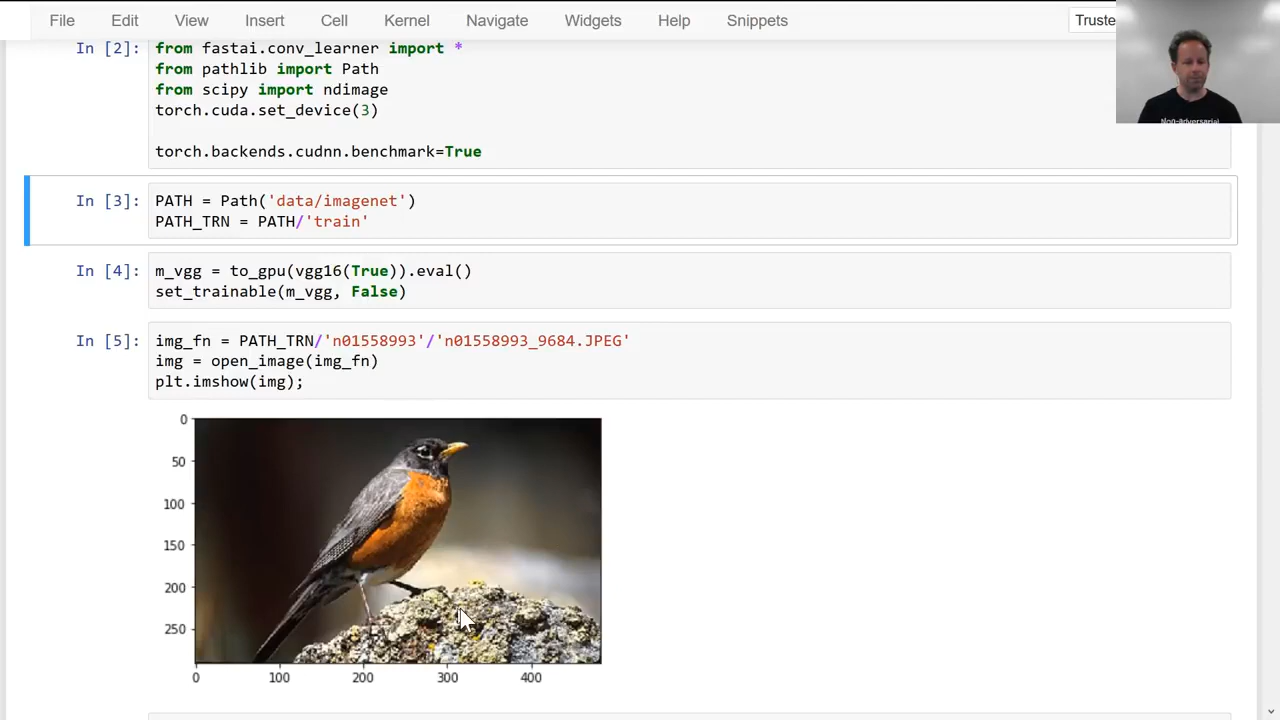 File Edit View Insert Cell Kernel Navigate Widgets Help Snippets Truste
In [2]: from fastai.conv_learner import *
from pathlib import Path
from scipy import ndimage
torch.cuda.set_device(3)
torch.backends.cudnn.benchmark=True
In [3]: PATH = Path('data/imagenet')
PATH_TRN = PATH/'train'
In [4]: m_vgg = to_gpu(vgg16(True)).eval()
set_trainable(m_vgg, False)
In [5]: img_fn = PATH_TRN/'n01558993'/'n01558993_9684.JPEG'
img = open_image(img_fn)
plt.imshow(img);
0
50
100
150
200
250
0 100 200 300 400
Non-adversarial